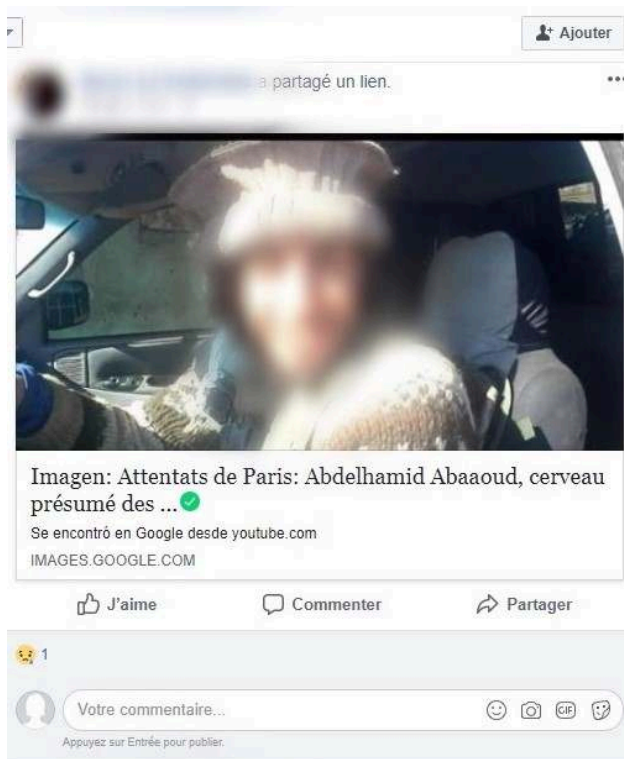 Ajouter
a partagé un lien.
Imagen: Attentats de Paris: Abdelhamid Abaaoud, cerveau
présumé des ...
Se encontró en Google desde youtube.com
IMAGES.GOOGLE.COM
J'aime
Commenter
Partager
1
Votre commentaire...
GIF
Appuyez sur Entrée pour publier.